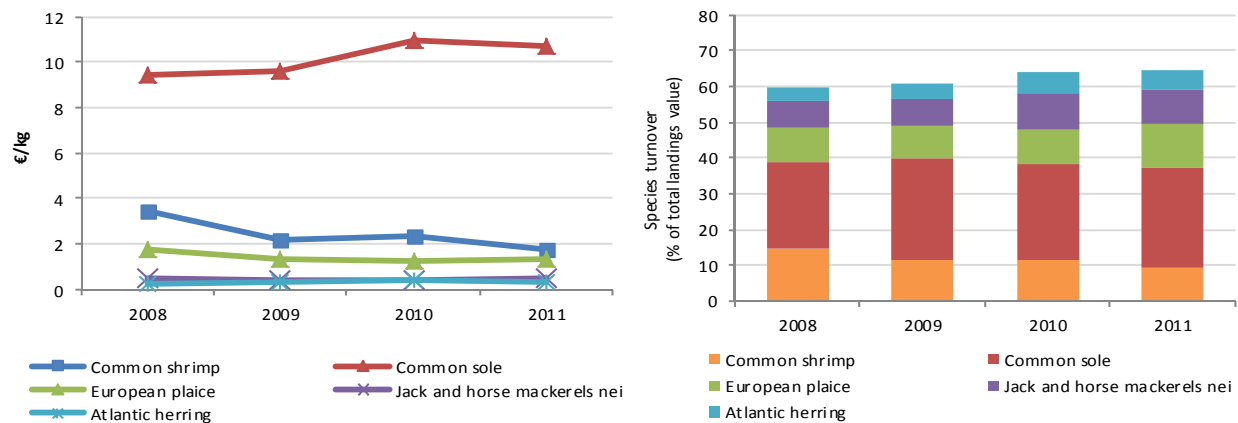 12
10
8
6
4
2
0
€/kg
2008 2009 2010 2011
Common shrimp Common sole
European plaice Jack and horse mackerels nei
Atlantic herring
80
70
60
50
40
30
20
10
0
Species turnover
(% of total landings value)
2008 2009 2010 2011
Common shrimp Common sole
European plaice Jack and horse mackerels nei
Atlantic herring